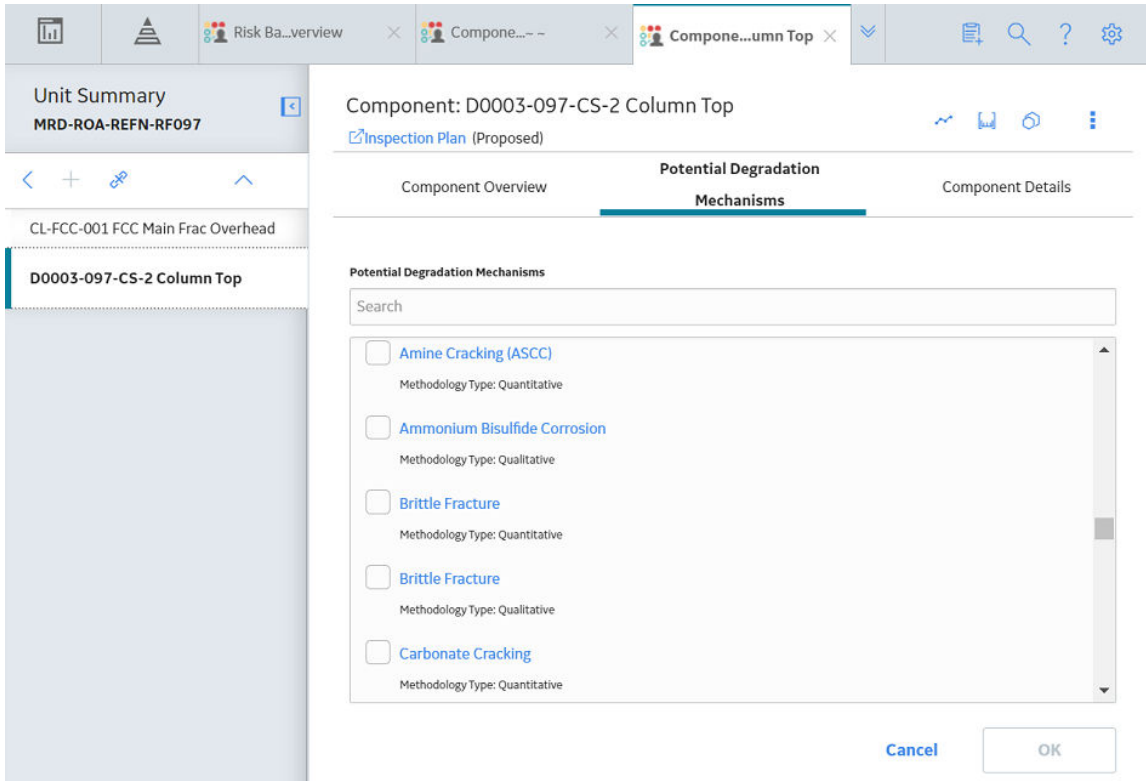 Risk Ba...verview
Compone...~ ~
Compone...umn Top
Unit Summary
MRD-ROA-REFN-RF097
CL-FCC-001 FCC Main Frac Overhead
D0003-097-CS-2 Column Top
Component: D0003-097-CS-2 Column Top
Inspection Plan (Proposed)
Component Overview
Potential Degradation
Mechanisms
Component Details
Potential Degradation Mechanisms
Search
Amine Cracking (ASCC)
Methodology Type: Quantitative
Ammonium Bisulfide Corrosion
Methodology Type: Qualitative
Brittle Fracture
Methodology Type: Quantitative
Brittle Fracture
Methodology Type: Qualitative
Carbonate Cracking
Methodology Type: Quantitative
Cancel
OK